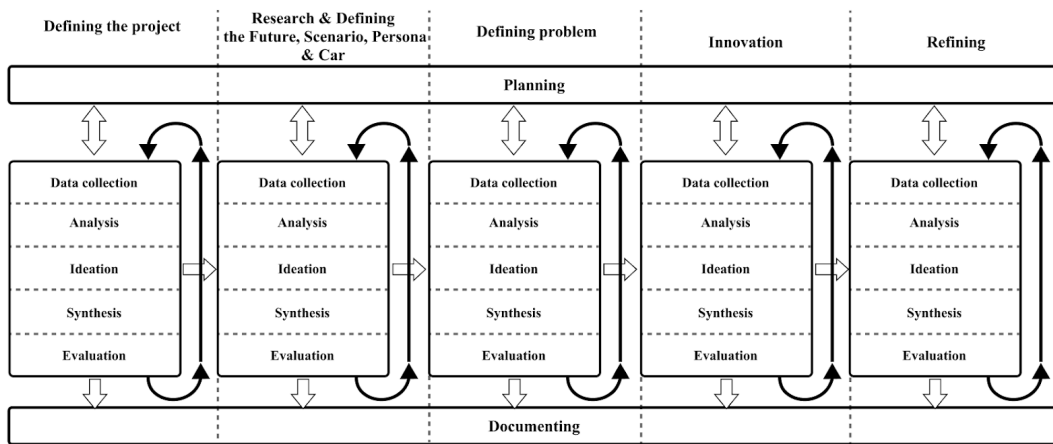 Defining the project
Research & Defining
the Future, Scenario, Persona
& Car
Defining problem
Innovation
Refining
Planning
Data collection
Analysis
Ideation
Synthesis
Evaluation
Data collection
Analysis
Ideation
Synthesis
Evaluation
Data collection
Analysis
Ideation
Synthesis
Evaluation
Data collection
Analysis
Ideation
Synthesis
Evaluation
Data collection
Analysis
Ideation
Synthesis
Evaluation
Documenting